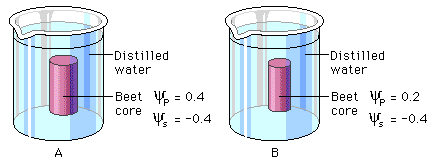 Distilled
water
Beet ψP = 0.4
core ψs = -0.4
A
Distilled
water
Beet ψP = 0.2
core ψs = -0.4
B